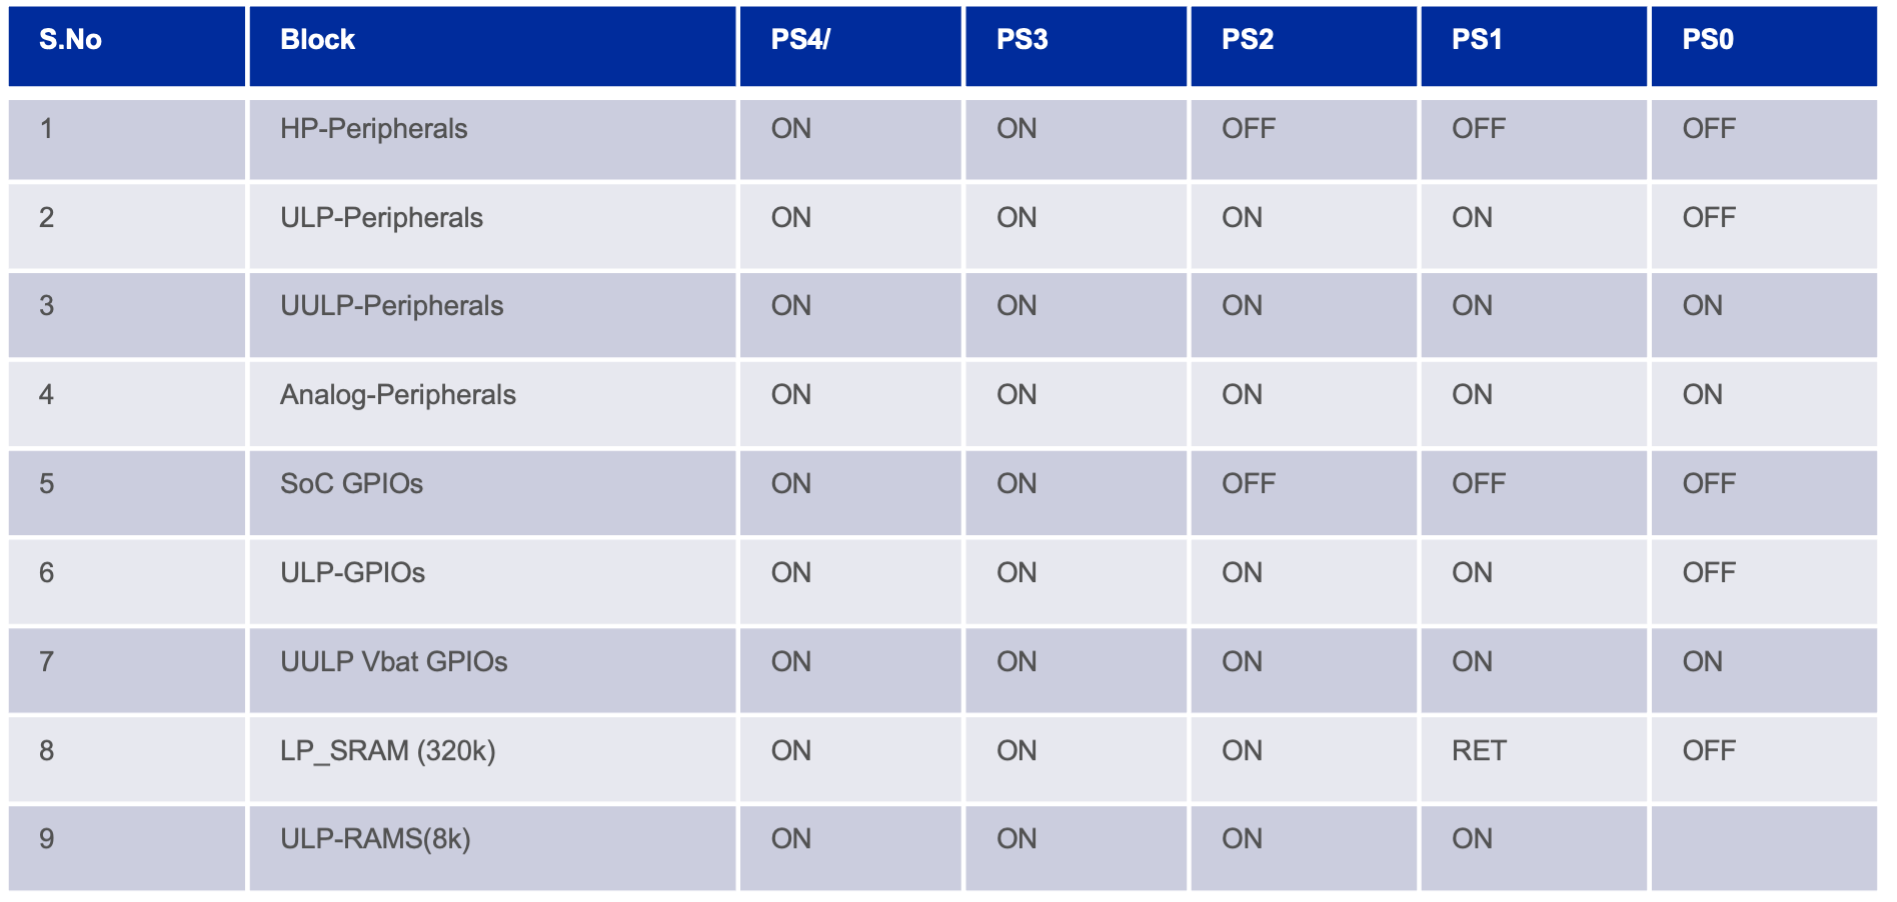 S.No Block PS4/ PS3 PS2 PS1 PS0
1 HP-Peripherals ON ON OFF OFF OFF
2 ULP-Peripherals ON ON ON ON OFF
3 UULP-Peripherals ON ON ON ON ON
4 Analog-Peripherals ON ON ON ON ON
5 SoC GPIOs ON ON OFF OFF OFF
6 ULP-GPIOs ON ON ON ON OFF
7 UULP Vbat GPIOs ON ON ON ON ON
8 LP_SRAM (320k) ON ON ON RET OFF
9 ULP-RAMS(8k) ON ON ON ON